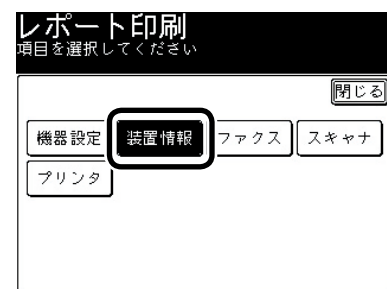 レポート印刷
項目を選択してください
閉じる
機器設定 装置情報 ファクス スキャナ
プリンタ